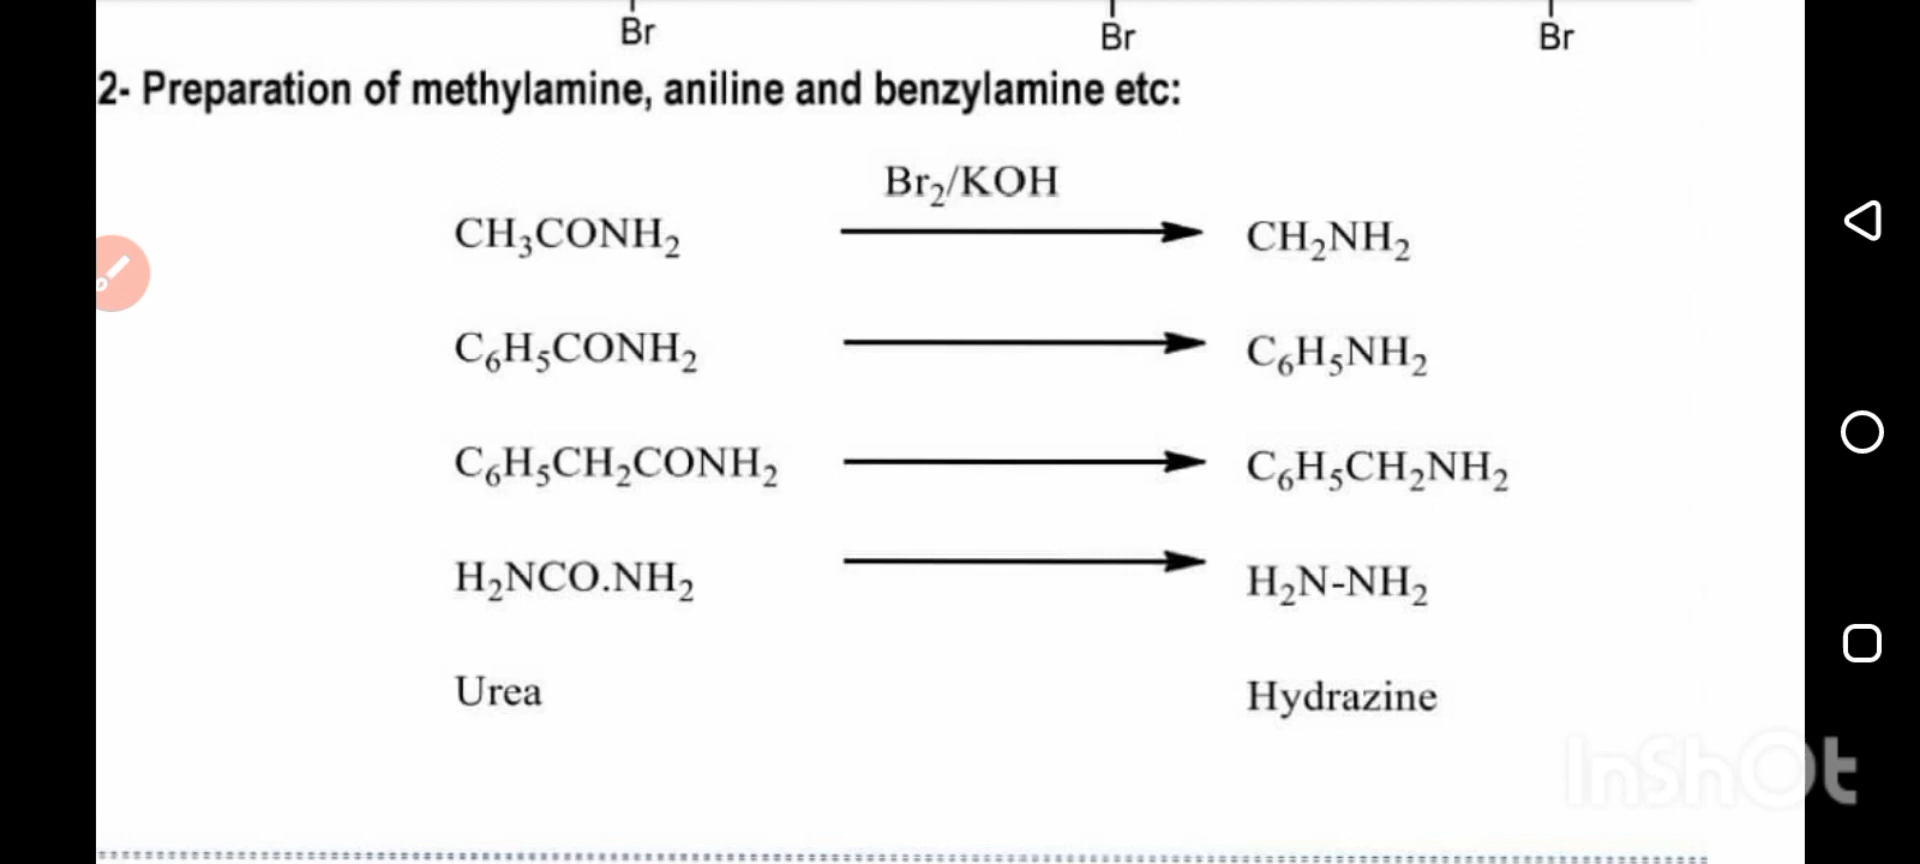 Br Br Br
2- Preparation of methylamine, aniline and benzylamine etc:
Br₂/KOH
CH₃CONH₂ CH₂NH₂
C₆H₅CONH₂ C₆H₅NH₂
C₆H₅CH₂CONH₂ C₆H₅CH₂NH₂
H₂NCO.NH₂ H₂N-NH₂
Urea Hydrazine
InShOt